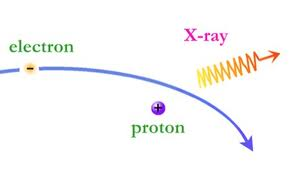 X-ray
electron
-
+
proton